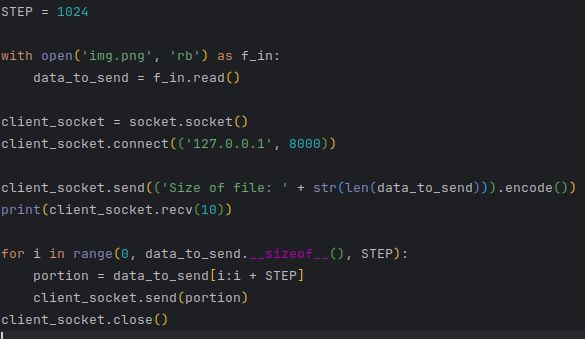 STEP = 1024
with open('img.png', 'rb') as f_in:
    data_to_send = f_in.read()
client_socket = socket.socket()
client_socket.connect(('127.0.0.1', 8000))
client_socket.send(('Size of file: ' + str(len(data_to_send))).encode())
print(client_socket.recv(10))
for i in range(0, data_to_send.__sizeof__(), STEP):
    portion = data_to_send[i:i + STEP]
    client_socket.send(portion)
client_socket.close()